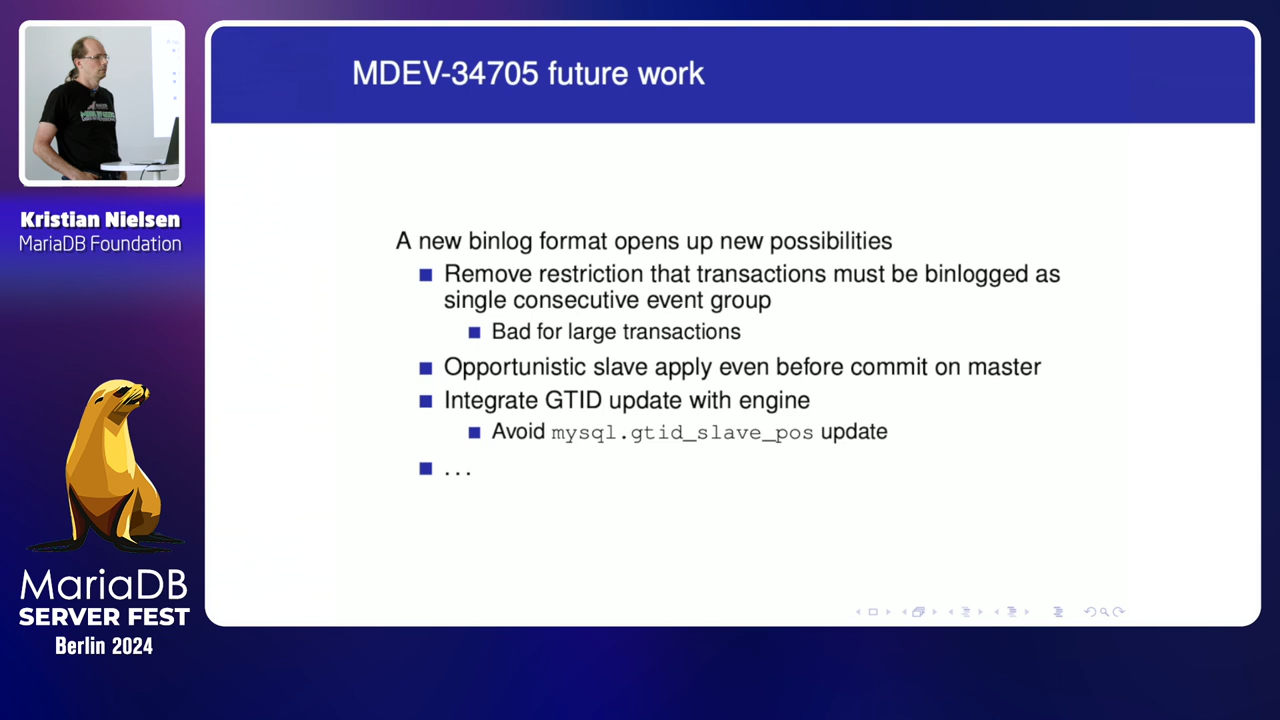 MDEV-34705 future work
Kristian Nielsen
MariaDB Foundation
A new binlog format opens up new possibilities
Remove restriction that transactions must be binlogged as
single consecutive event group
Bad for large transactions
Opportunistic slave apply even before commit on master
Integrate GTID update with engine
Avoid mysql.gtid_slave_pos update
...
MariaDB
SERVER FEST
Berlin 2024